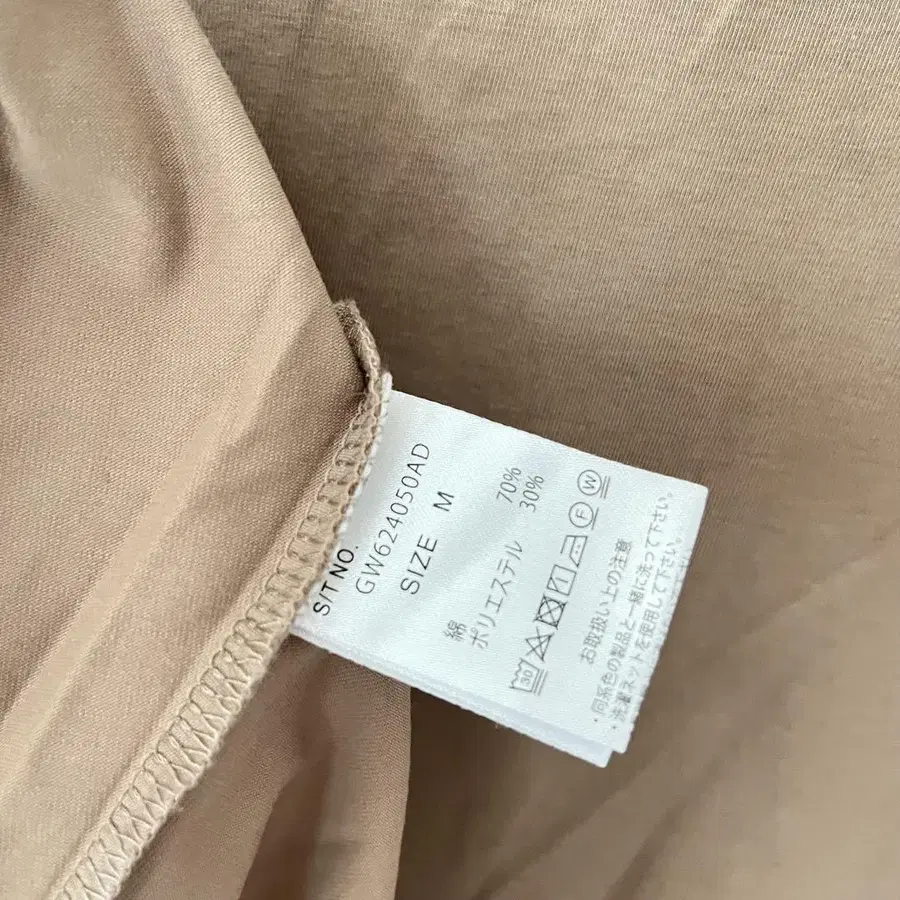 S/T NO.
GW624050AD
SIZE M
綿 70%
ポリエステル 30%
30 F W
お取扱い上の注意
・同系色の製品と一緒に洗って下さい。
・洗濯ネットを使用して下さい。